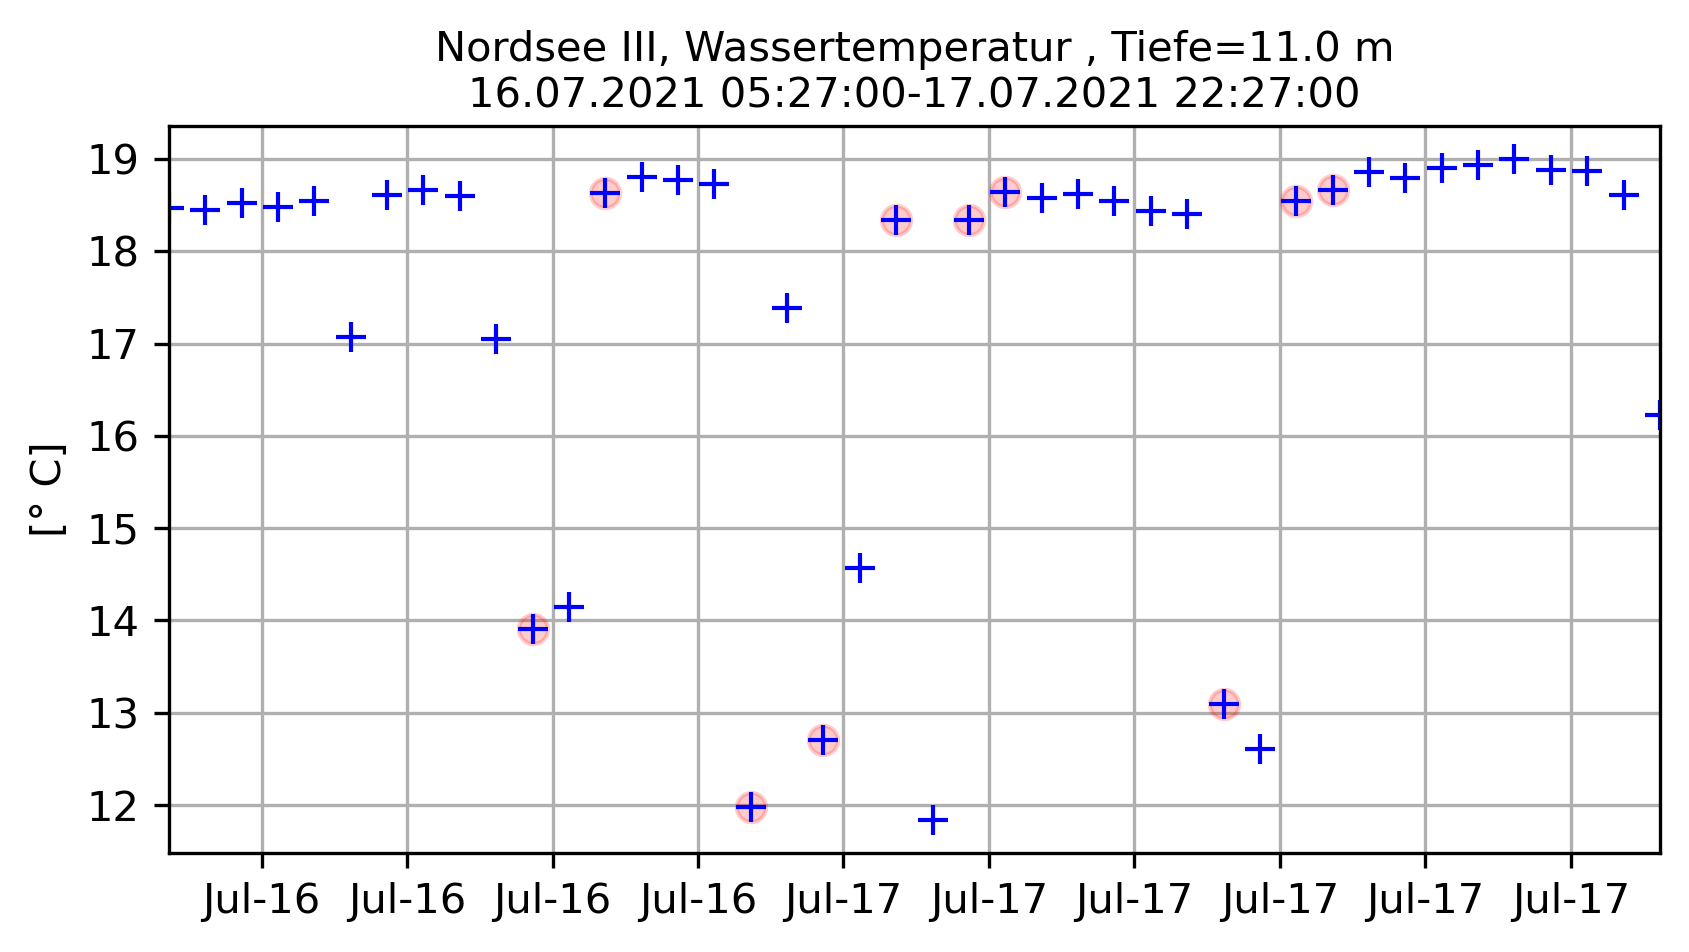 Nordsee III, Wassertemperatur , Tiefe=11.0 m
16.07.2021 05:27:00-17.07.2021 22:27:00
19
18
17
16
15
14
13
12
[° C]
Jul-16 Jul-16 Jul-16 Jul-16 Jul-17 Jul-17 Jul-17 Jul-17 Jul-17 Jul-17